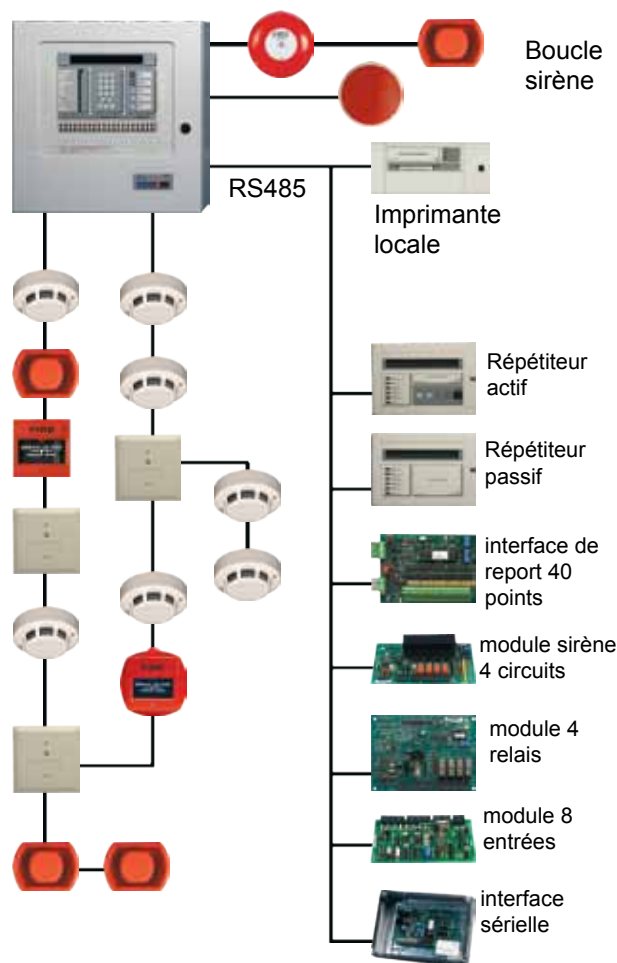 Boucle
sirène
RS485
Imprimante
locale
Répétiteur
actif
Répétiteur
passif
interface de
report 40
points
module sirène
4 circuits
module 4
relais
module 8
entrées
interface
sérielle